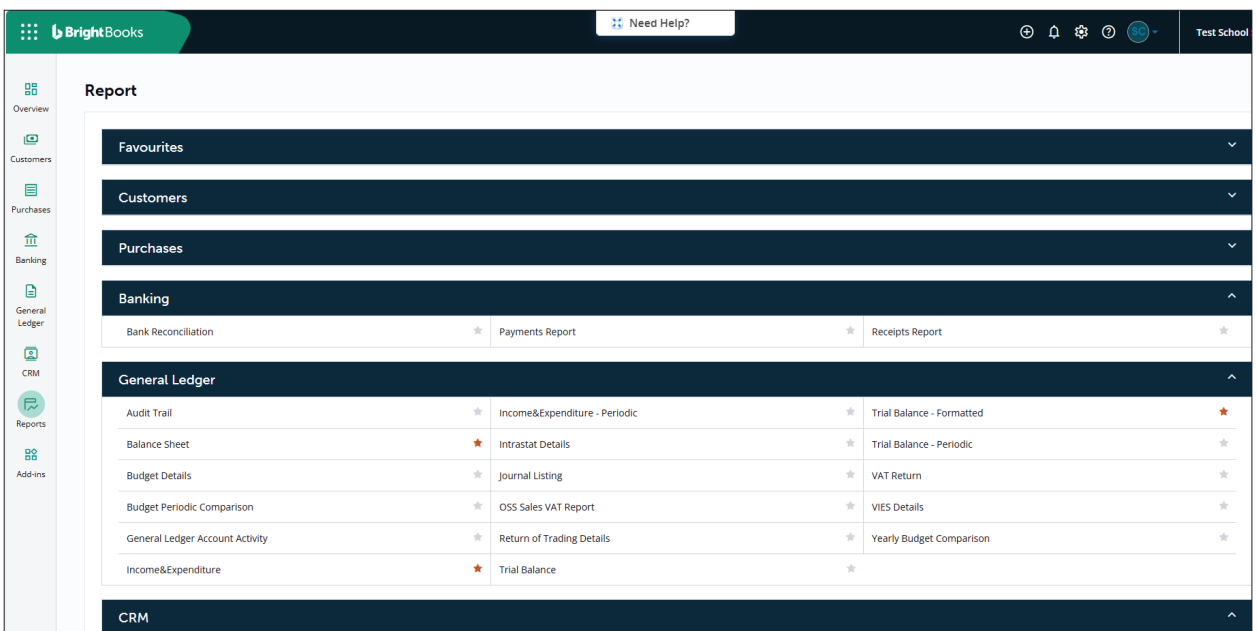 BrightBooks
Need Help?
SC
Test School
Overview
Customers
Purchases
Banking
General
Ledger
CRM
Reports
Add-ins
Report
Favourites
Customers
Purchases
Banking
Bank Reconciliation Payments Report Receipts Report
General Ledger
Audit Trail Income&Expenditure - Periodic Trial Balance - Formatted
Balance Sheet Intrastat Details Trial Balance - Periodic
Budget Details Journal Listing VAT Return
Budget Periodic Comparison OSS Sales VAT Report VIES Details
General Ledger Account Activity Return of Trading Details Yearly Budget Comparison
Income&Expenditure Trial Balance
CRM